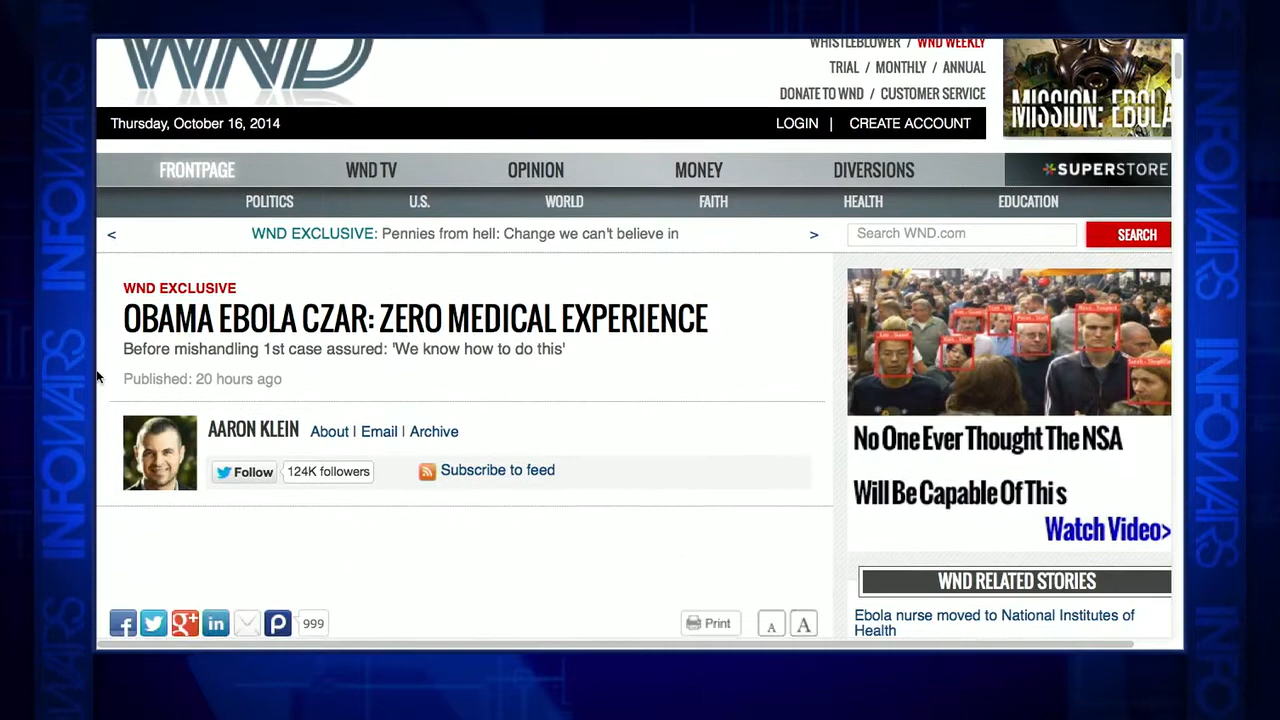 WND
WHISTLEBLOWER / WND WEEKLY
TRIAL / MONTHLY / ANNUAL
DONATE TO WND / CUSTOMER SERVICE
MISSION: EBOLA
Thursday, October 16, 2014
LOGIN | CREATE ACCOUNT
FRONTPAGE WND TV OPINION MONEY DIVERSIONS
SUPERSTORE
POLITICS U.S. WORLD FAITH HEALTH EDUCATION
< WND EXCLUSIVE: Pennies from hell: Change we can't believe in >
Search WND.com SEARCH
WND EXCLUSIVE
OBAMA EBOLA CZAR: ZERO MEDICAL EXPERIENCE
Before mishandling 1st case assured: 'We know how to do this'
Published: 20 hours ago
AARON KLEIN About | Email | Archive
Follow 124K followers Subscribe to feed
No One Ever Thought The NSA
Will Be Capable Of This
Watch Video>
WND RELATED STORIES
Ebola nurse moved to National Institutes of
Health
999
Print A A
INFOWARS
INFOWARS